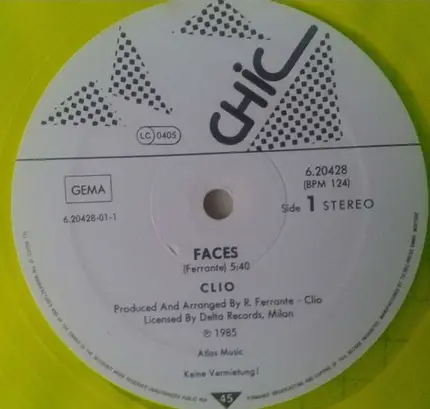 CHIC
LC 0405
GEMA
6.20428-01-1
6.20428
(BPM 124)
Side 1 STEREO
FACES
(Ferrante) 5:40
CLIO
Produced And Arranged By R. Ferrante - Clio
Licensed By Delta Records, Milan
℗ 1985
Atlas Music
Keine Vermietung!
45